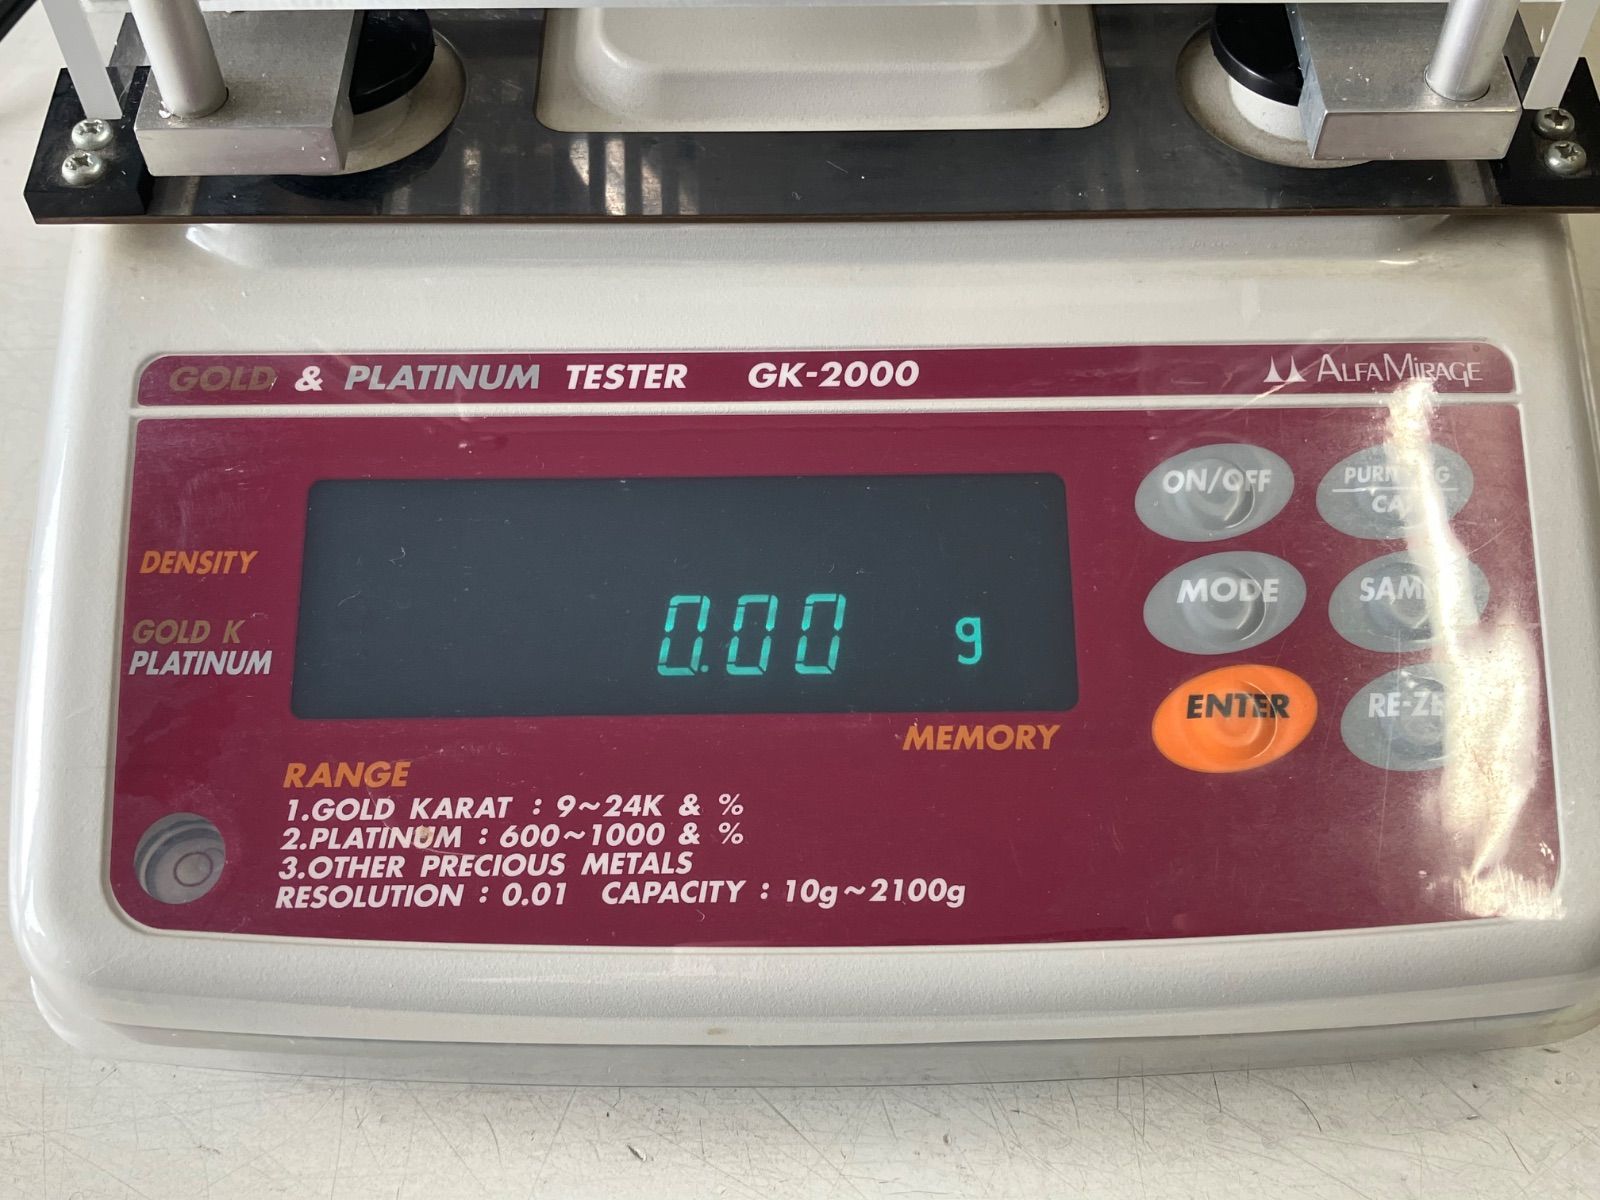 GOLD & PLATINUM TESTER GK-2000 ALFAMIRAGE
ON/OFF
MODE
ENTER
DENSITY
GOLD K
PLATINUM
0.00 g
MEMORY
RANGE
1.GOLD KARAT : 9~24K & %
2.PLATINUM : 600~1000 & %
3.OTHER PRECIOUS METALS
RESOLUTION : 0.01 CAPACITY : 10g~2100g